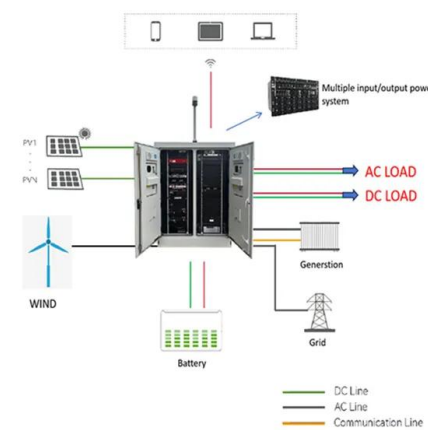 Multiple input/output powe
system
PV1
PVN
AC LOAD
DC LOAD
WIND
Generstion
Battery
Grid
DC Line
AC Line
Communication Line